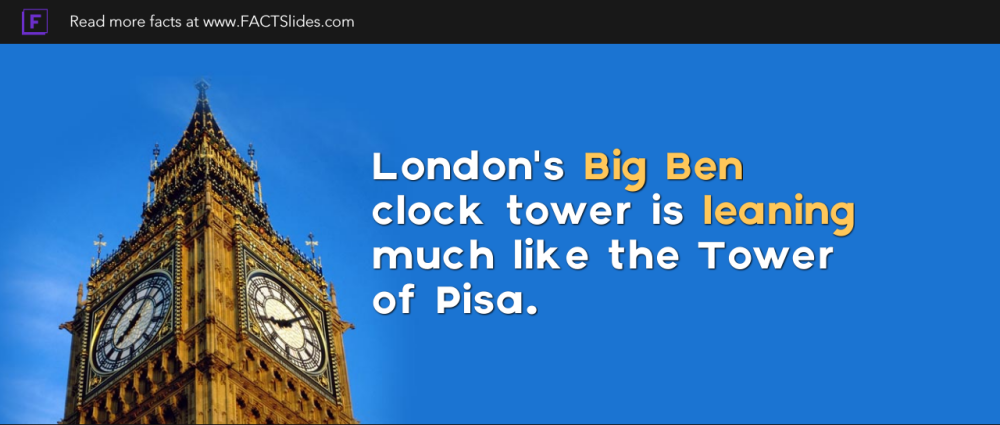 F
Read more facts at www.FACTSlides.com
London's Big Ben
clock tower is leaning
much like the Tower
of Pisa.